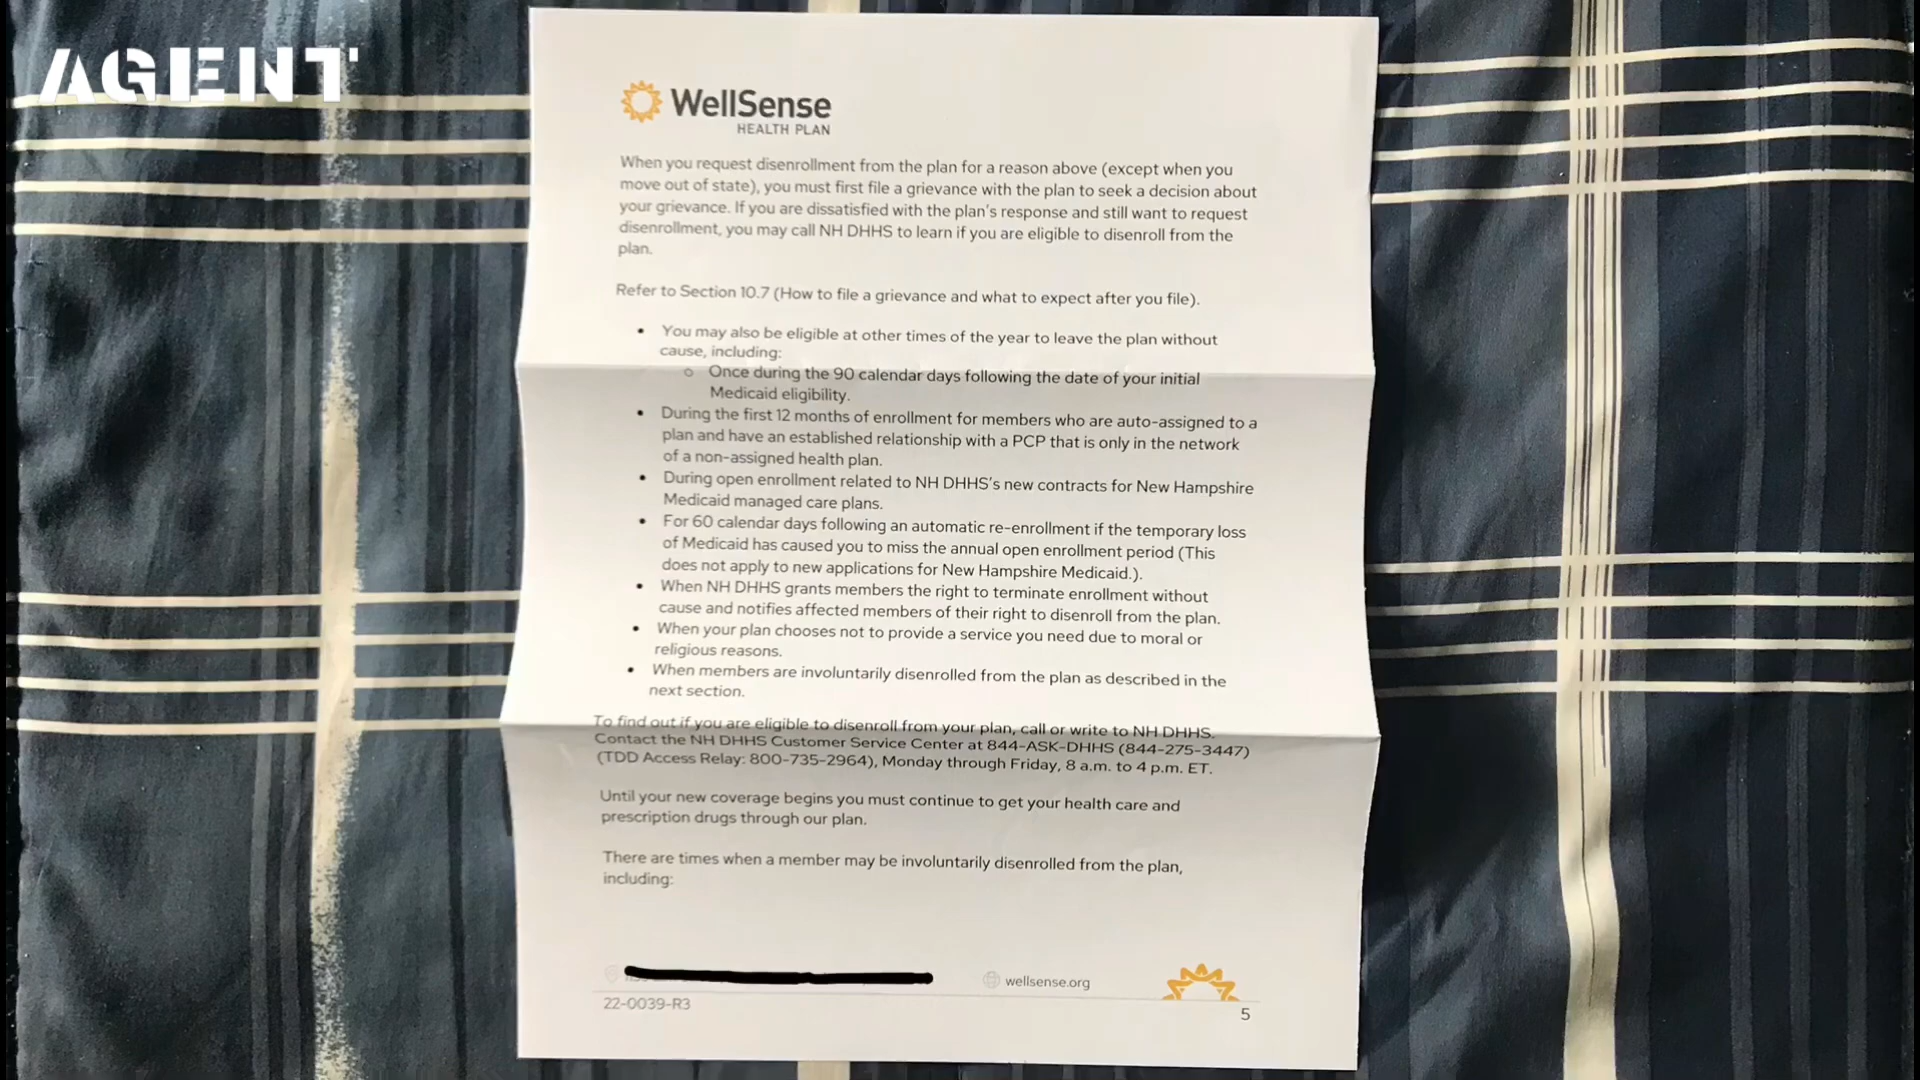 AGENT
WellSense
HEALTH PLAN
When you request disenrollment from the plan for a reason above (except when you
move out of state), you must first file a grievance with the plan to seek a decision about
your grievance. If you are dissatisfied with the plan's response and still want to request
disenrollment, you may call NH DHHS to learn if you are eligible to disenroll from the
plan.
Refer to Section 10.7 (How to file a grievance and what to expect after you file).
• You may also be eligible at other times of the year to leave the plan without
cause, including:
○ Once during the 90 calendar days following the date of your initial
Medicaid eligibility.
• During the first 12 months of enrollment for members who are auto-assigned to a
plan and have an established relationship with a PCP that is only in the network
of a non-assigned health plan.
• During open enrollment related to NH DHHS's new contracts for New Hampshire
Medicaid managed care plans.
• For 60 calendar days following an automatic re-enrollment if the temporary loss
of Medicaid has caused you to miss the annual open enrollment period (This
does not apply to new applications for New Hampshire Medicaid.).
• When NH DHHS grants members the right to terminate enrollment without
cause and notifies affected members of their right to disenroll from the plan.
• When your plan chooses not to provide a service you need due to moral or
religious reasons.
• When members are involuntarily disenrolled from the plan as described in the
next section.
To find out if you are eligible to disenroll from your plan, call or write to NH DHHS.
Contact the NH DHHS Customer Service Center at 844-ASK-DHHS (844-275-3447)
(TDD Access Relay: 800-735-2964), Monday through Friday, 8 a.m. to 4 p.m. ET.
Until your new coverage begins you must continue to get your health care and
prescription drugs through our plan.
There are times when a member may be involuntarily disenrolled from the plan,
including:
wellsense.org
22-0039-R3
5